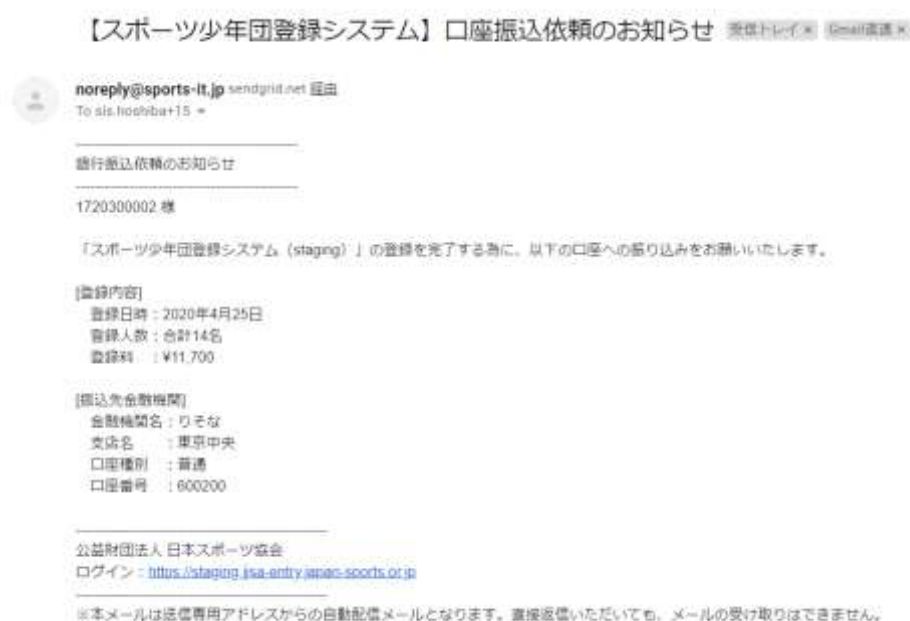 【スポーツ少年団登録システム】口座振込依頼のお知らせ 受信トレイ ×
noreply@sports-it.jp sendgrid.net 経由
To sis.hoshiba+15
銀行振込依頼のお知らせ
1720300002 様
「スポーツ少年団登録システム（staging）」の登録を完了する為に、以下の口座への振り込みをお願いいたします。
[登録内容]
登録日時：2020年4月25日
登録人数：合計14名
登録料　：¥11,700
[振込先金融機関]
金融機関名：りそな
支店名　　：東京中央
口座種別　：普通
口座番号　：600200
公益財団法人 日本スポーツ協会
ログイン：https://staging.jsa-entry.japan-sports.or.jp
※本メールは送信専用アドレスからの自動配信メールとなります。直接返信いただいても、メールの受け取りはできません。